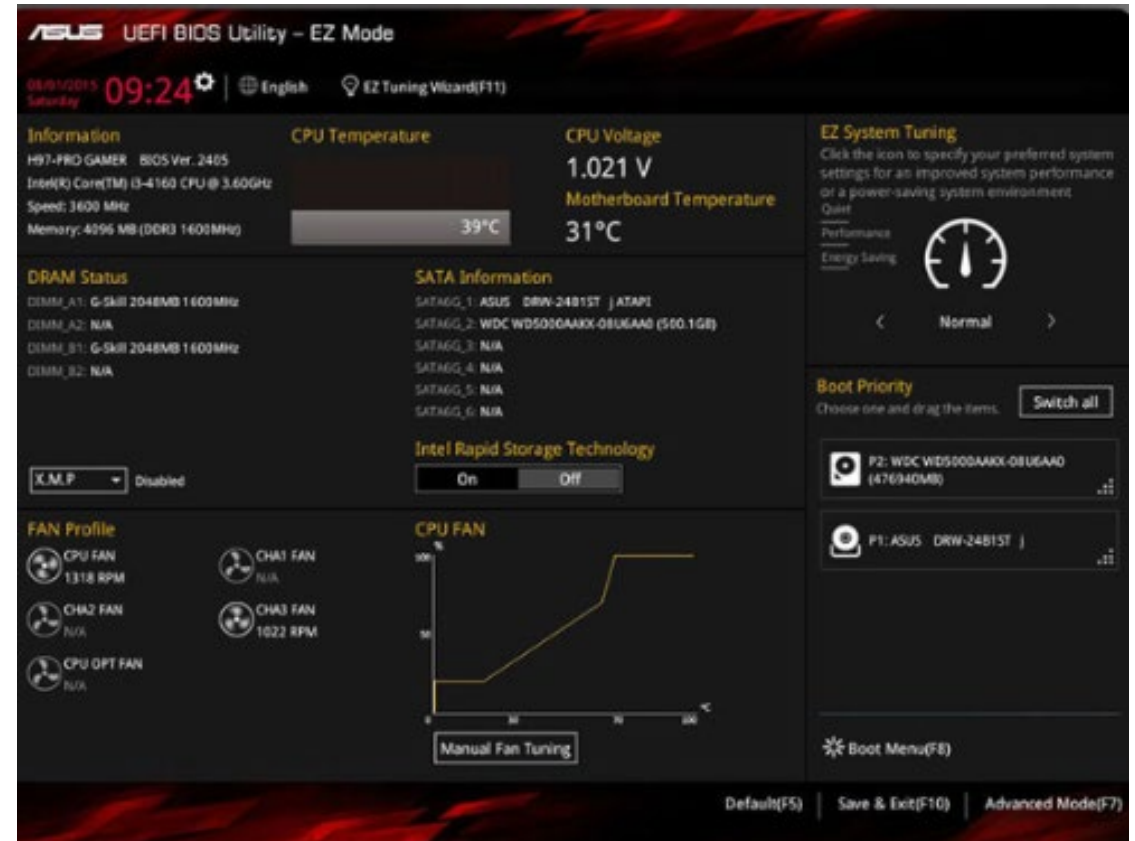 ASUS UEFI BIOS Utility – EZ Mode
08/01/2015
Saturday
09:24
English
EZ Tuning Wizard(F11)
Information
H97-PRO GAMER BIOS Ver. 2405
Intel(R) Core(TM) i3-4160 CPU @ 3.60GHz
Speed: 3600 MHz
Memory: 4096 MB (DDR3 1600MHz)
CPU Temperature
39°C
CPU Voltage
1.021 V
Motherboard Temperature
31°C
EZ System Tuning
Click the icon to specify your preferred system
settings for an improved system performance
or a power-saving system environment
Quiet
Performance
Energy Saving
Normal
DRAM Status
DIMM_A1: G-Skill 2048MB 1600MHz
DIMM_A2: N/A
DIMM_B1: G-Skill 2048MB 1600MHz
DIMM_B2: N/A
X.M.P Disabled
SATA Information
SATA6G_1: ASUS DRW-24B1ST j ATAPI
SATA6G_2: WDC WD5000AAKX-08U6AA0 (500.1GB)
SATA6G_3: N/A
SATA6G_4: N/A
SATA6G_5: N/A
SATA6G_6: N/A
Intel Rapid Storage Technology
On Off
Boot Priority
Choose one and drag the items.
Switch all
P2: WDC WD5000AAKX-08U6AA0
(476940MB)
P1: ASUS DRW-24B1ST j
FAN Profile
CPU FAN
1318 RPM
CHA1 FAN
N/A
CHA2 FAN
N/A
CHA3 FAN
1022 RPM
CPU OPT FAN
N/A
CPU FAN
%
100
50
°C
0 30 70 100
Manual Fan Tuning
Boot Menu(F8)
Default(F5)
Save & Exit(F10)
Advanced Mode(F7)